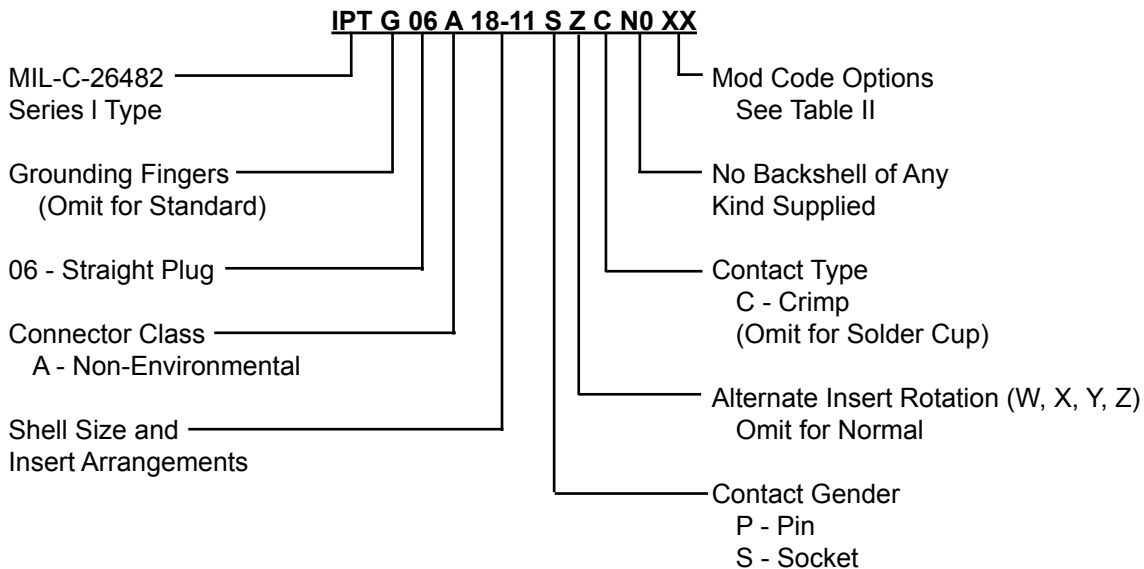 IPT G 06 A 18-11 S Z C N0 XX
MIL-C-26482
Series I Type
Grounding Fingers
(Omit for Standard)
06 - Straight Plug
Connector Class
A - Non-Environmental
Shell Size and
Insert Arrangements
Mod Code Options
See Table II
No Backshell of Any
Kind Supplied
Contact Type
C - Crimp
(Omit for Solder Cup)
Alternate Insert Rotation (W, X, Y, Z)
Omit for Normal
Contact Gender
P - Pin
S - Socket